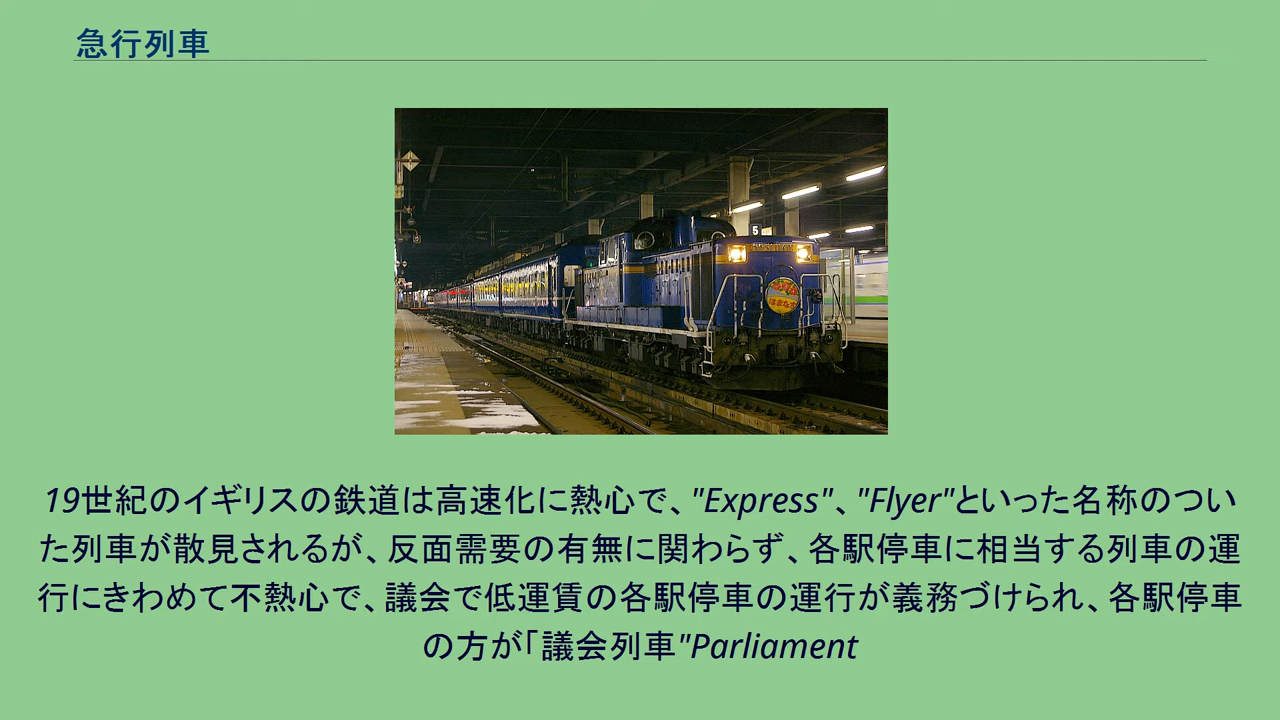 急行列車
5
はまなす
19世紀のイギリスの鉄道は高速化に熱心で、"Express"、"Flyer"といった名称のつい
た列車が散見されるが、反面需要の有無に関わらず、各駅停車に相当する列車の運
行にきわめて不熱心で、議会で低運賃の各駅停車の運行が義務づけられ、各駅停車
の方が「議会列車"Parliament